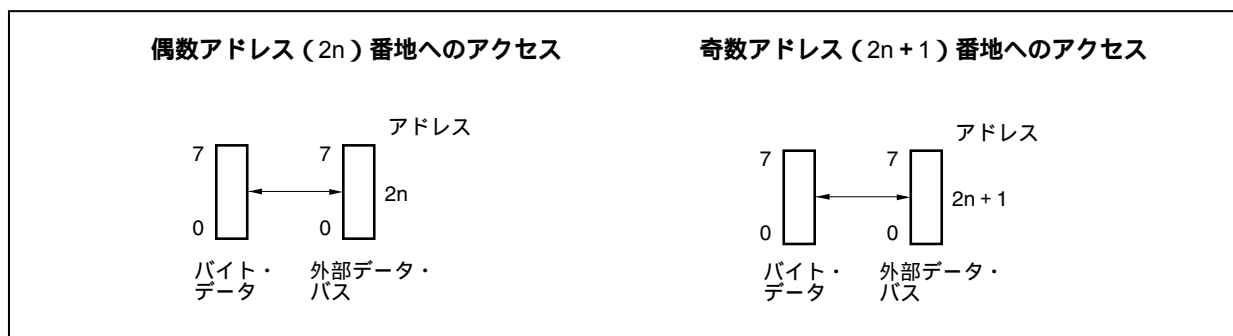 偶数アドレス（2n）番地へのアクセス
アドレス
7
7
2n
0
0
バイト・
データ
外部データ・
バス
奇数アドレス（2n + 1）番地へのアクセス
アドレス
7
7
2n + 1
0
0
バイト・
データ
外部データ・
バス